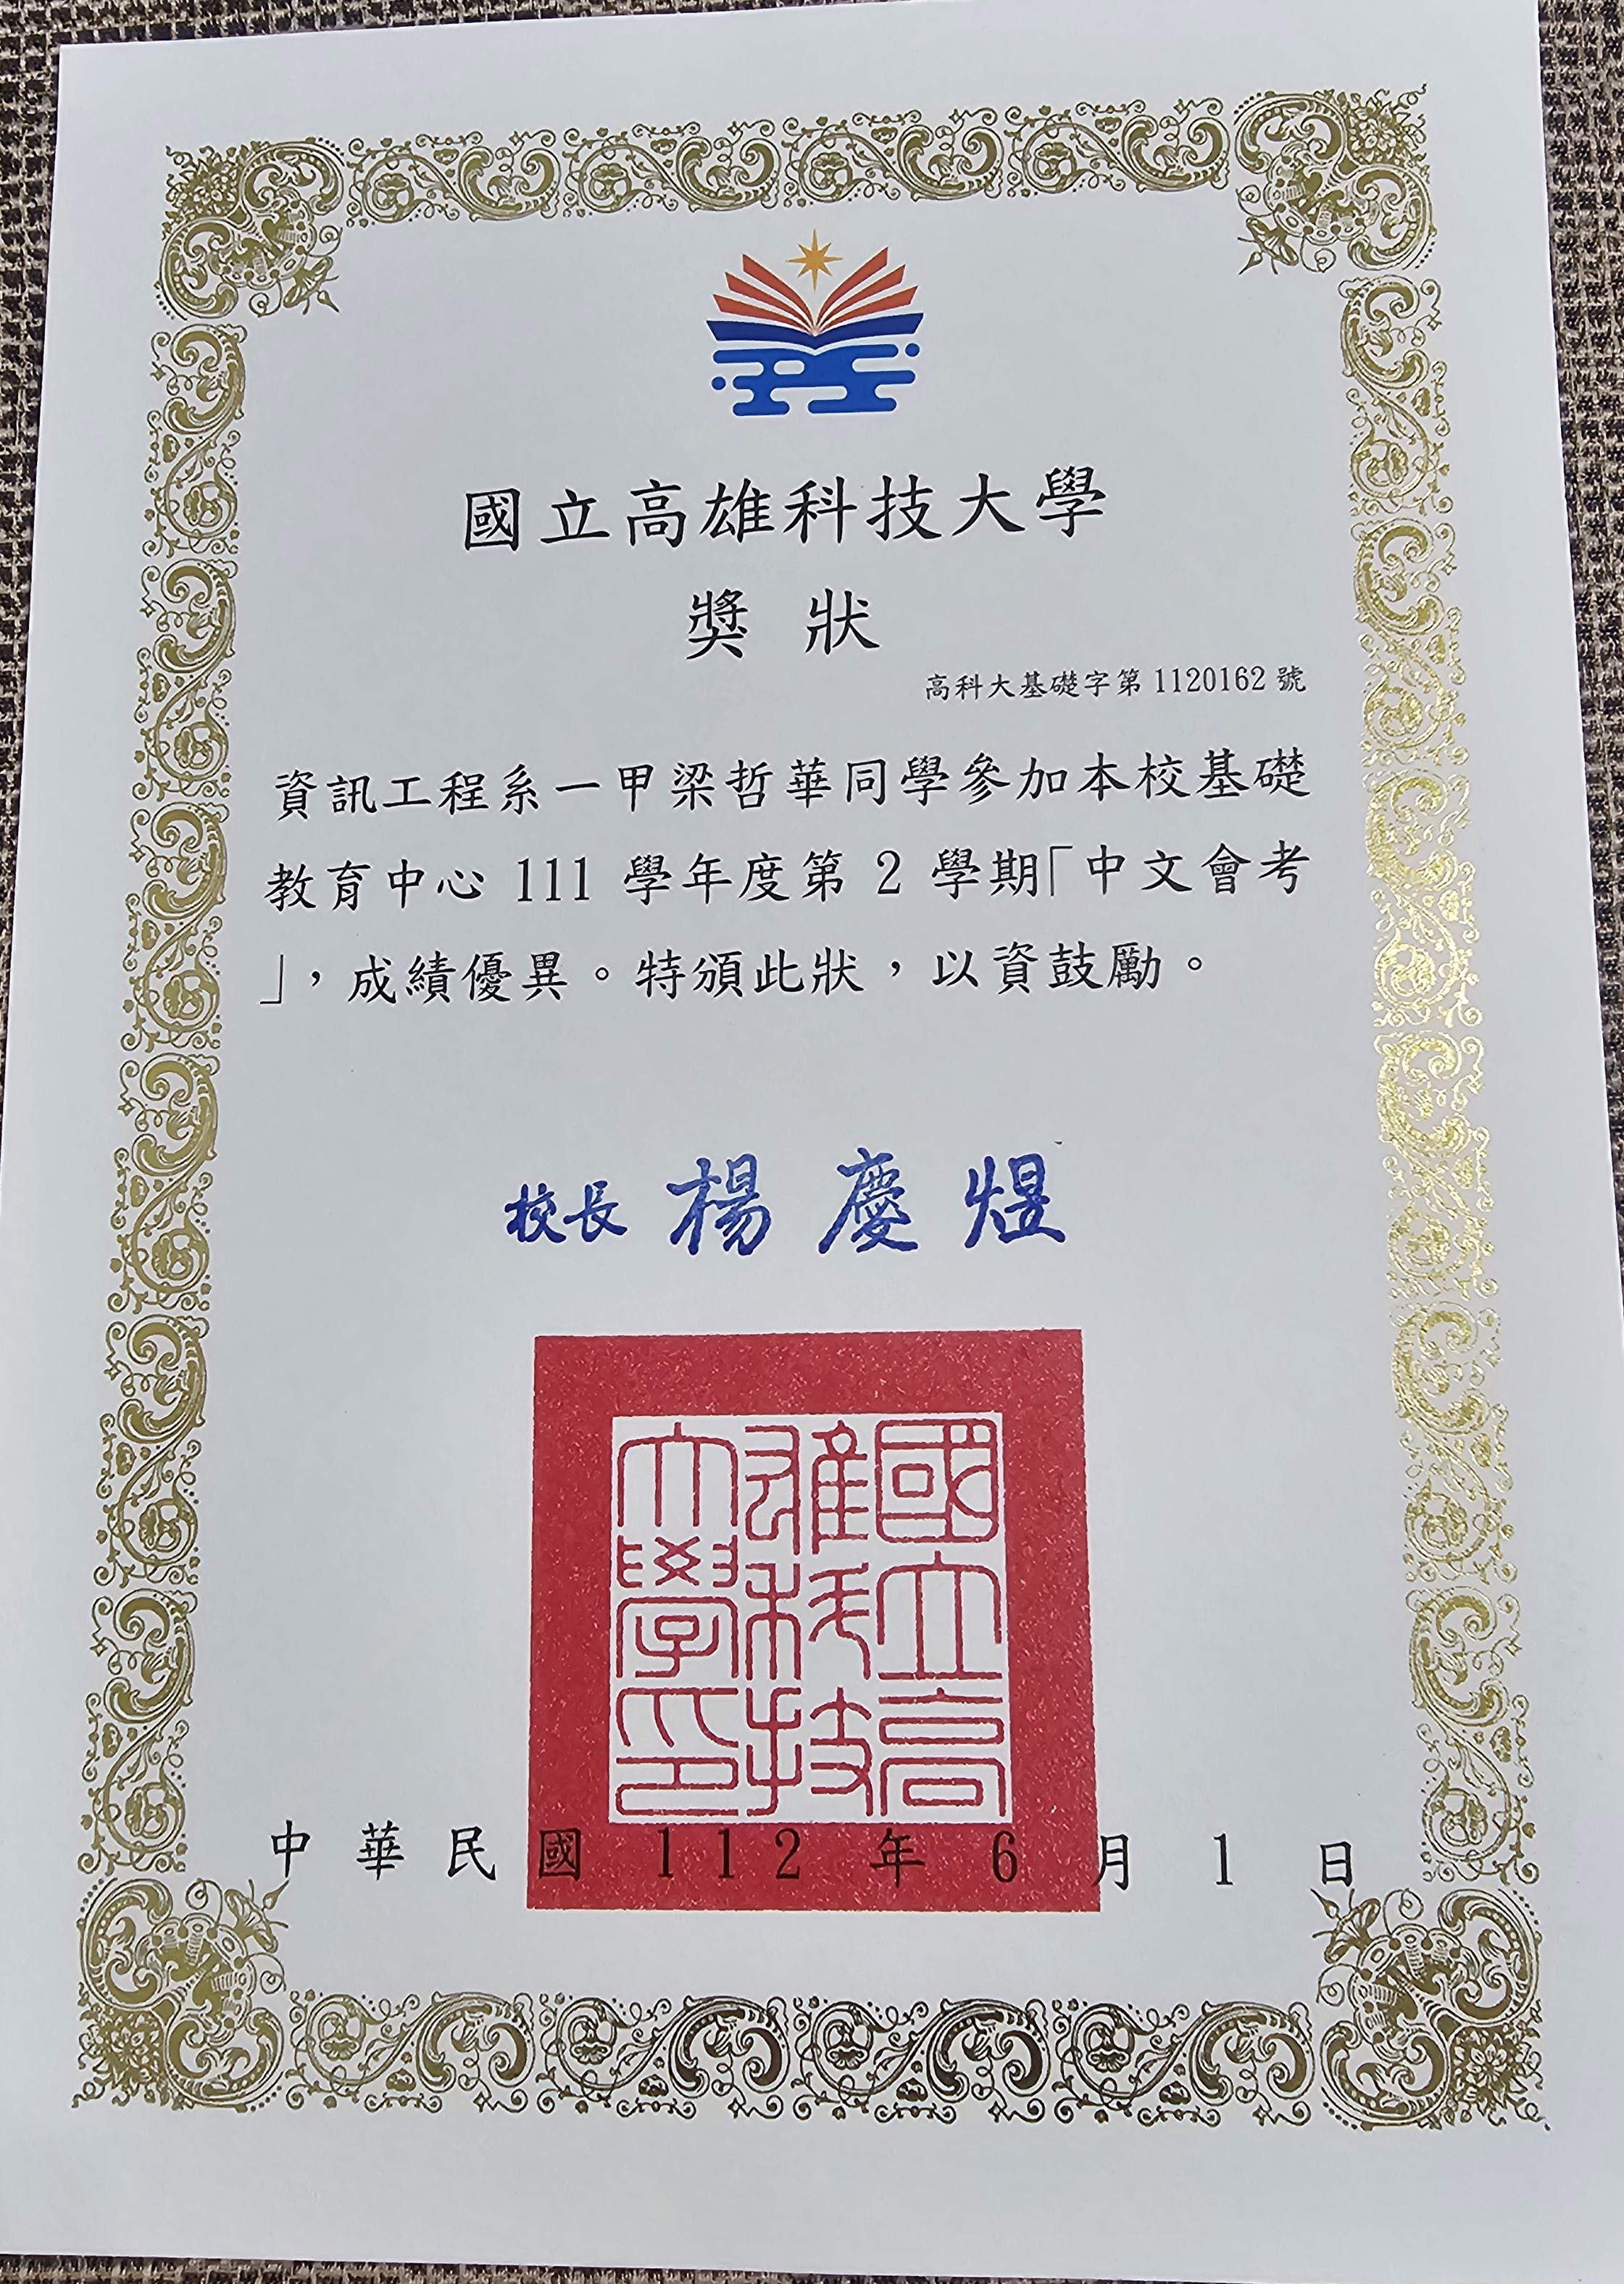 國立高雄科技大學
獎狀
高科大基礎字第1120162號
資訊工程系一甲梁哲華同學參加本校基礎
教育中心 111 學年度第 2 學期「中文會考
」，成績優異。特頒此狀，以資鼓勵。
校長 楊慶煜
國立高
雄科技
大學印
中華民國 112 年 6 月 1 日